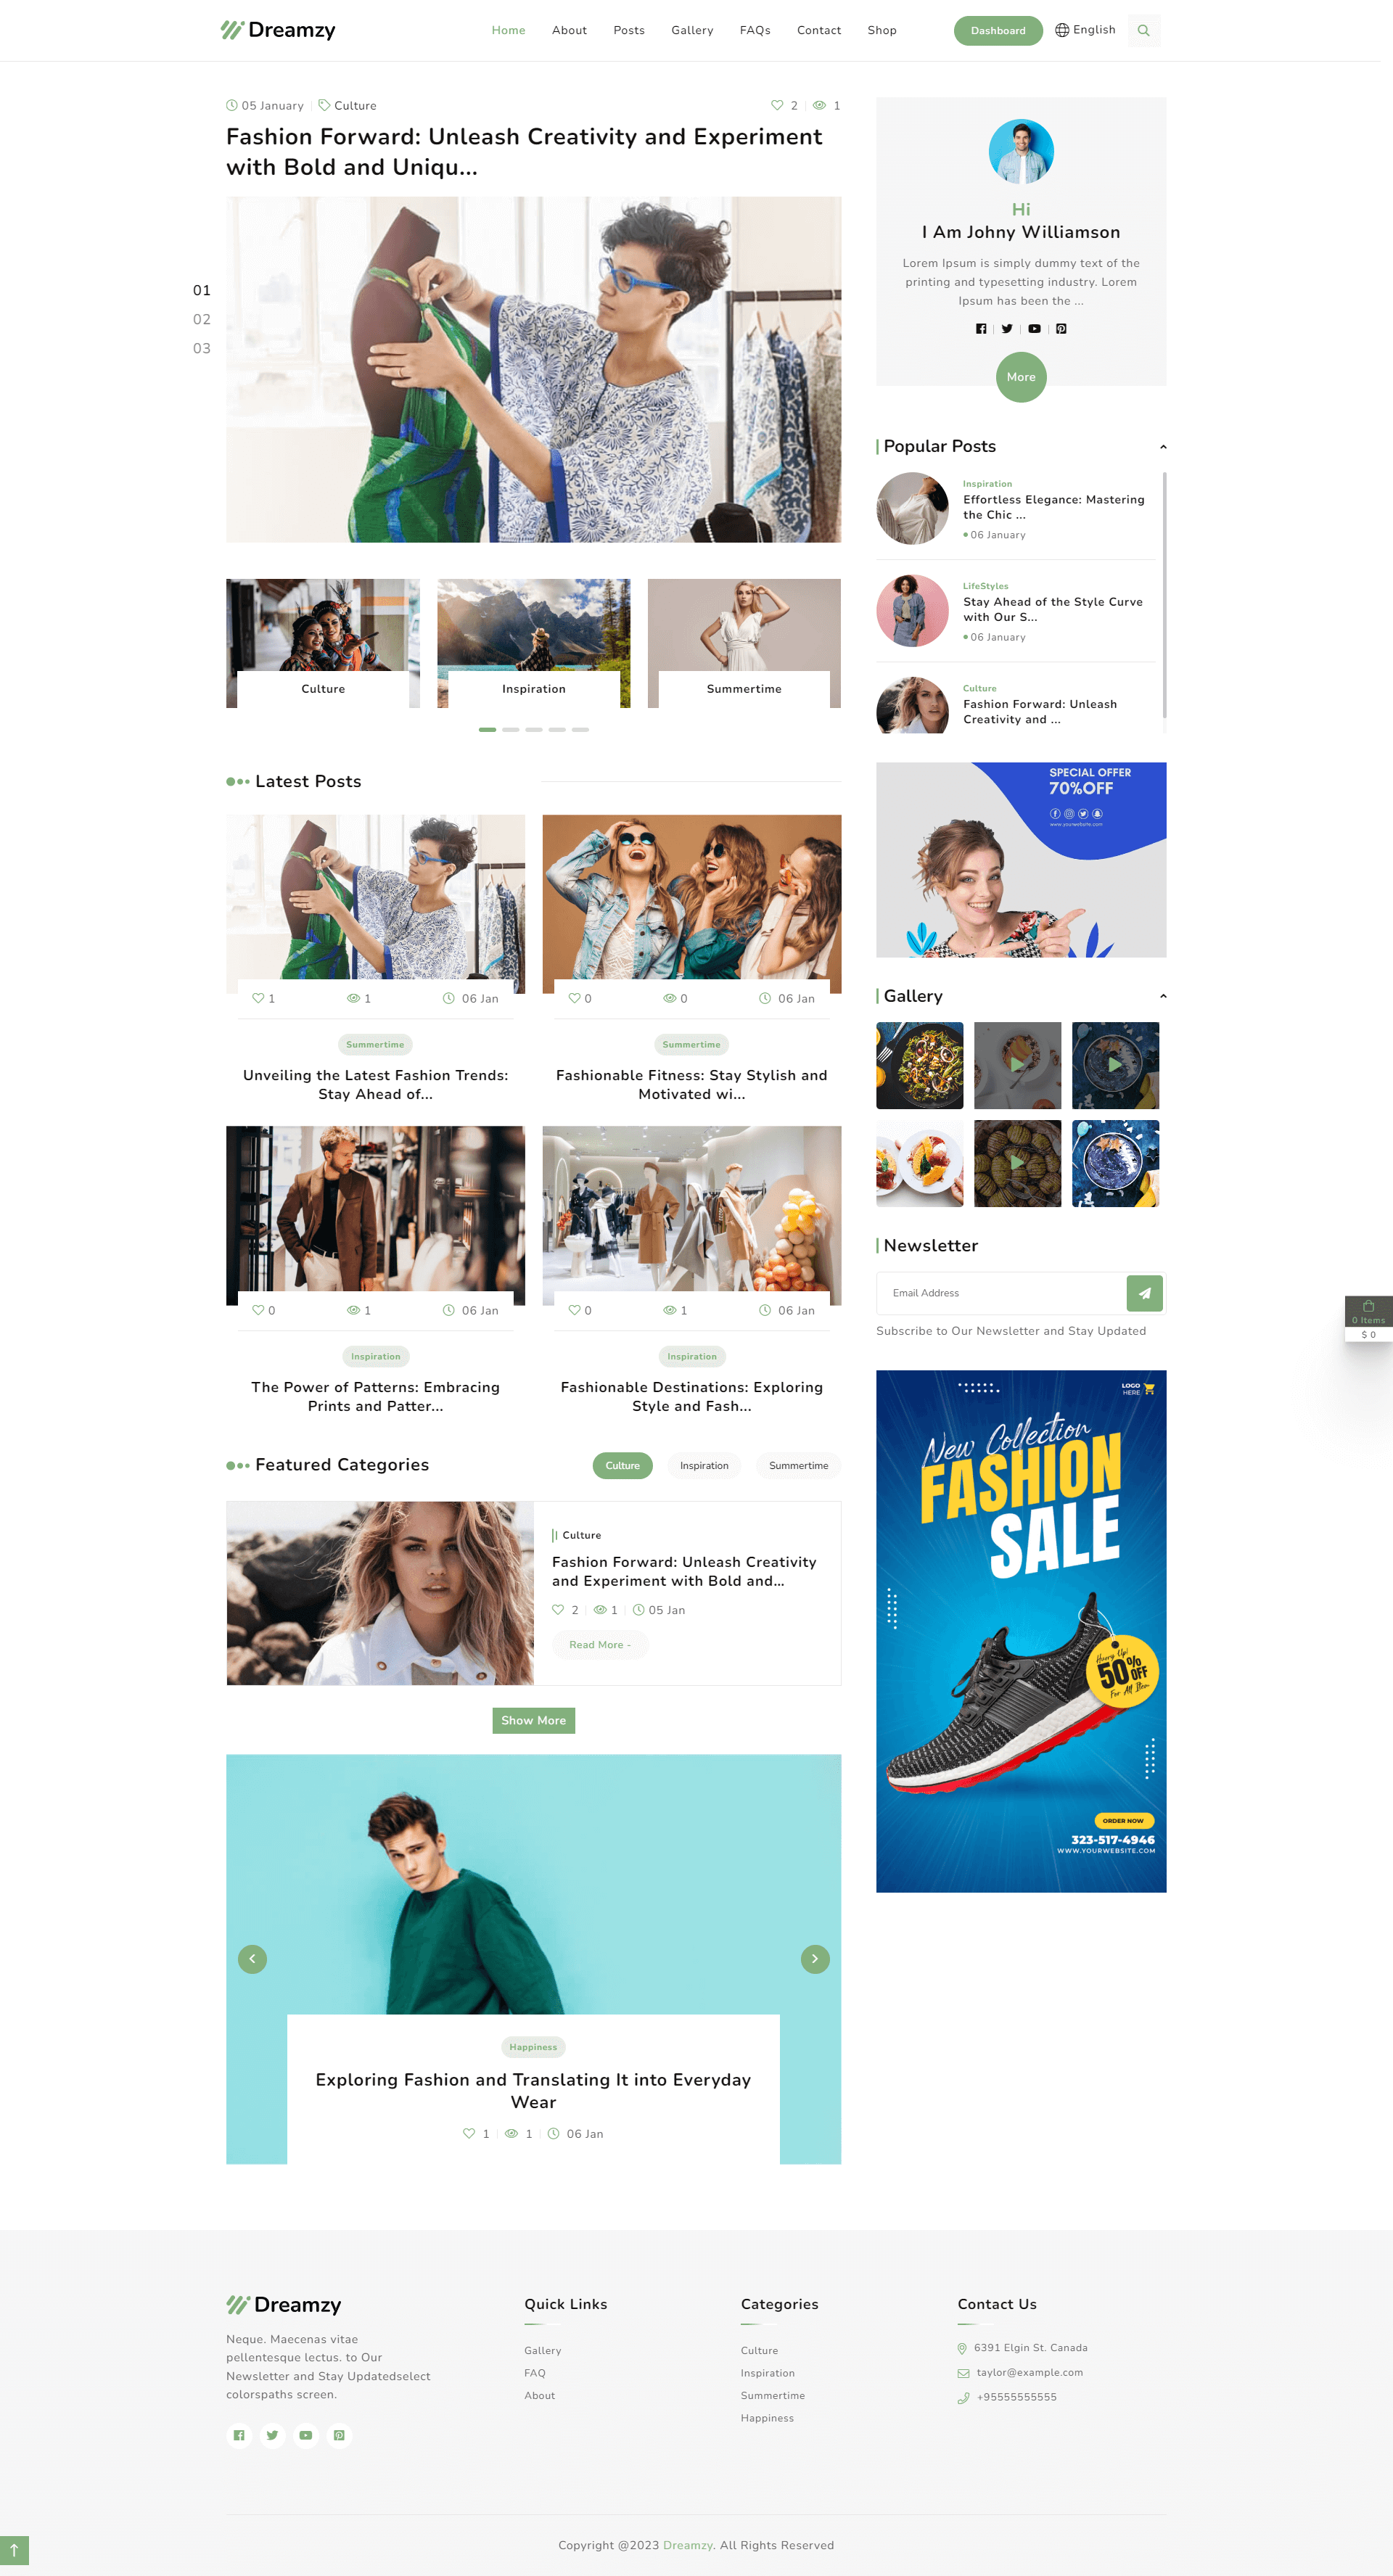 Dreamzy
Home About Posts Gallery FAQs Contact Shop
Dashboard
English
05 January
Culture
2
1
Fashion Forward: Unleash Creativity and Experiment
with Bold and Uniqu...
01
02
03
Culture
Inspiration
Summertime
Latest Posts
1
1
06 Jan
Summertime
Unveiling the Latest Fashion Trends:
Stay Ahead of...
0
0
06 Jan
Summertime
Fashionable Fitness: Stay Stylish and
Motivated wi...
0
1
06 Jan
Inspiration
The Power of Patterns: Embracing
Prints and Patter...
0
1
06 Jan
Inspiration
Fashionable Destinations: Exploring
Style and Fash...
Featured Categories
Culture
Inspiration
Summertime
Culture
Fashion Forward: Unleash Creativity
and Experiment with Bold and...
2
1
05 Jan
Read More -
Show More
Happiness
Exploring Fashion and Translating It into Everyday
Wear
1
1
06 Jan
Hi
I Am Johny Williamson
Lorem Ipsum is simply dummy text of the
printing and typesetting industry. Lorem
Ipsum has been the ...
More
Popular Posts
Inspiration
Effortless Elegance: Mastering
the Chic ...
06 January
LifeStyles
Stay Ahead of the Style Curve
with Our S...
06 January
Culture
Fashion Forward: Unleash
Creativity and ...
SPECIAL OFFER
70%OFF
www.yourwebsite.com
Gallery
Newsletter
Email Address
Subscribe to Our Newsletter and Stay Updated
LOGO
HERE
New Collection
FASHION
SALE
Hurry Up!
50% OFF
For All Item
ORDER NOW
323-517-4946
WWW.YOURWEBSITE.COM
0 Items
$ 0
Dreamzy
Neque. Maecenas vitae
pellentesque lectus. to Our
Newsletter and Stay Updatedselect
colorspaths screen.
Quick Links
Gallery
FAQ
About
Categories
Culture
Inspiration
Summertime
Happiness
Contact Us
6391 Elgin St. Canada
taylor@example.com
+95555555555
Copyright @2023 Dreamzy. All Rights Reserved